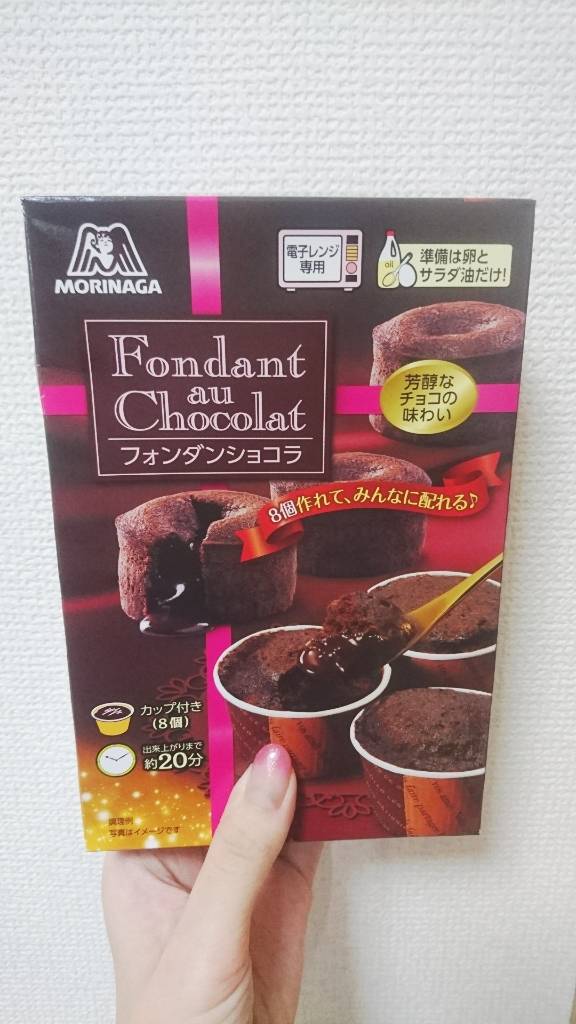 MORINAGA
電子レンジ
専用
oil
準備は卵と
サラダ油だけ!
Fondant
au
Chocolat
フォンダンショコラ
芳醇な
チョコの
味わい
8個作れて、みんなに配れる♪
カップ付き
(8個)
出来上がりまで
約20分
調理例
写真はイメージです